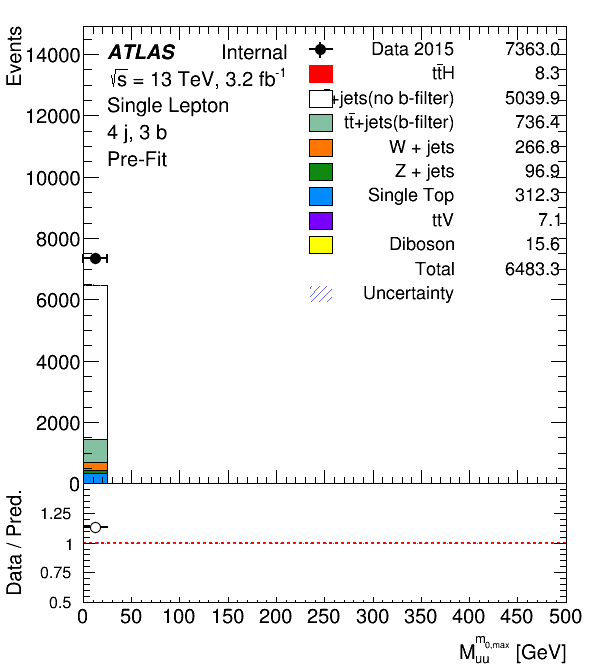 Events
14000
12000
10000
8000
6000
4000
2000
0
ATLAS Internal
√s = 13 TeV, 3.2 fb⁻¹
Single Lepton
4 j, 3 b
Pre-Fit
Data 2015 7363.0
tt̄H 8.3
+jets(no b-filter) 5039.9
tt̄+jets(b-filter) 736.4
W + jets 266.8
Z + jets 96.9
Single Top 312.3
ttV 7.1
Diboson 15.6
Total 6483.3
Uncertainty
Data / Pred.
1.25
1
0.75
0.5
0 50 100 150 200 250 300 350 400 450 500
M_uu^m_0,max [GeV]